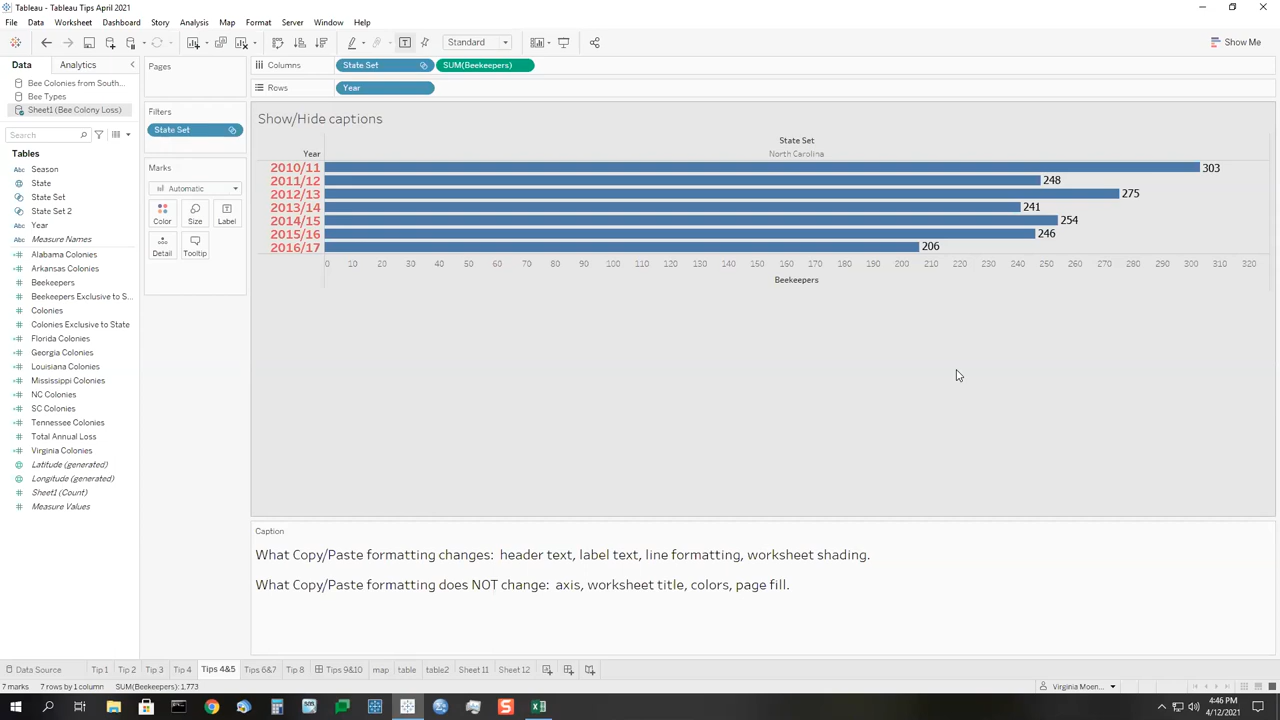 Tableau - Tableau Tips April 2021
File Data Worksheet Dashboard Story Analysis Map Format Server Window Help
Standard
Show Me
Data Analytics
Pages
Columns State Set SUM(Beekeepers)
Rows Year
Bee Colonies from South...
Bee Types
Sheet1 (Bee Colony Loss)
Search
Filters
State Set
Marks
Automatic
Color Size Label
Detail Tooltip
Tables
Abc Season
State
State Set
State Set 2
Abc Year
Abc Measure Names
Alabama Colonies
Arkansas Colonies
Beekeepers
Beekeepers Exclusive to S...
Colonies
Colonies Exclusive to State
Florida Colonies
Georgia Colonies
Louisiana Colonies
Mississippi Colonies
NC Colonies
SC Colonies
Tennessee Colonies
Total Annual Loss
Virginia Colonies
Latitude (generated)
Longitude (generated)
Sheet1 (Count)
Measure Values
Show/Hide captions
State Set
Year North Carolina
2010/11 303
2011/12 248
2012/13 275
2013/14 241
2014/15 254
2015/16 246
2016/17 206
0 10 20 30 40 50 60 70 80 90 100 110 120 130 140 150 160 170 180 190 200 210 220 230 240 250 260 270 280 290 300 310 320
Beekeepers
Caption
What Copy/Paste formatting changes: header text, label text, line formatting, worksheet shading.
What Copy/Paste formatting does NOT change: axis, worksheet title, colors, page fill.
Data Source Tip 1 Tip 2 Tip 3 Tip 4 Tips 4&5 Tips 6&7 Tip 8 Tips 9&10 map table table2 Sheet 11 Sheet 12
7 marks 7 rows by 1 column SUM(Beekeepers): 1,773 Virginia Moen...
4:46 PM
4/12/2021